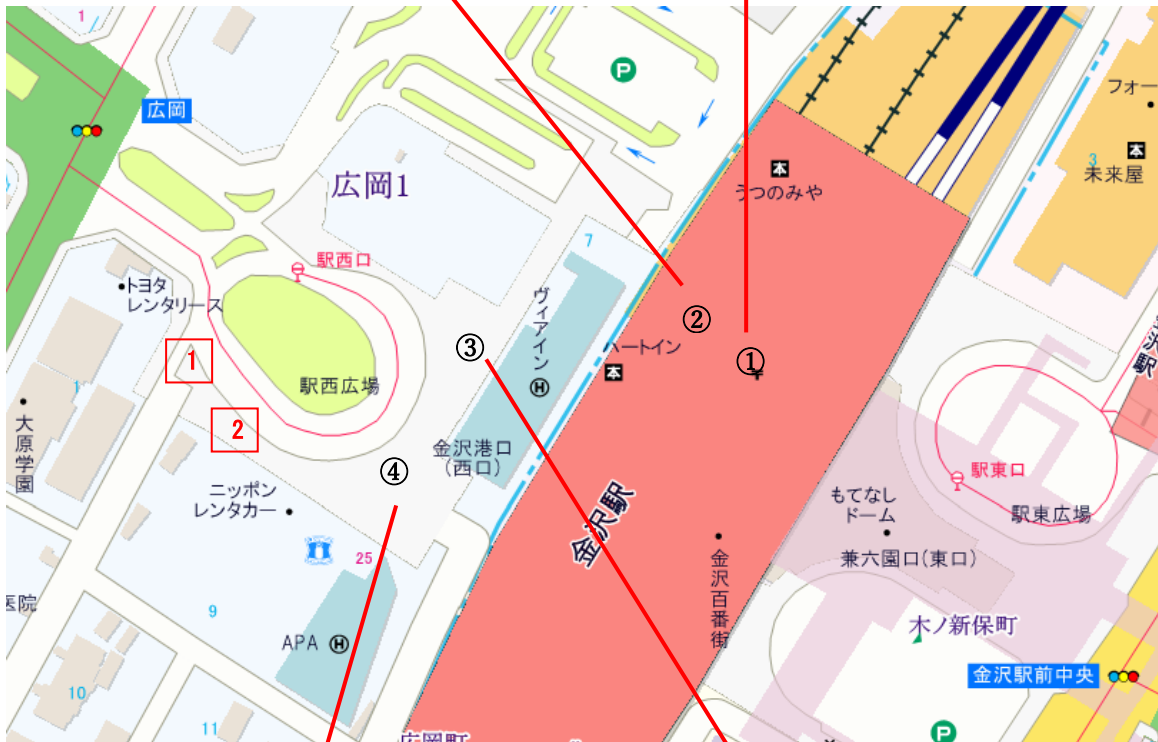 1
広岡
P
フォー
本
3
未来屋
本
うつのみや
広岡1
7
駅西口
トヨタ
レンタリース
ヴィアイン
H
②
③
ハートイン
本
①
1
1
駅西広場
2
大原学園
金沢港口
(西口)
④
ニッポン
レンタカー
25
医院
9
APA H
10
11
金沢駅
駅東口
もてなし
ドーム
駅東広場
兼六園口(東口)
金沢百番街
木ノ新保町
金沢駅前中央
P
広岡町